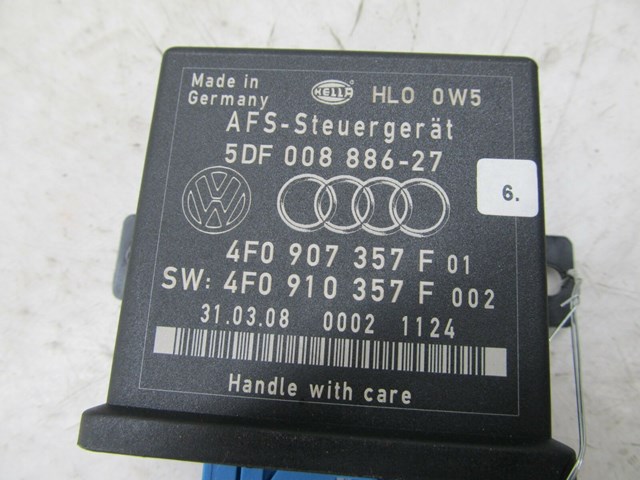 Made in
Germany
HELLA
HLO 0W5
AFS-Steuergerät
5DF 008 886-27
6.
4F0 907 357 F 01
SW: 4F0 910 357 F 002
31.03.08 0002 1124
Handle with care